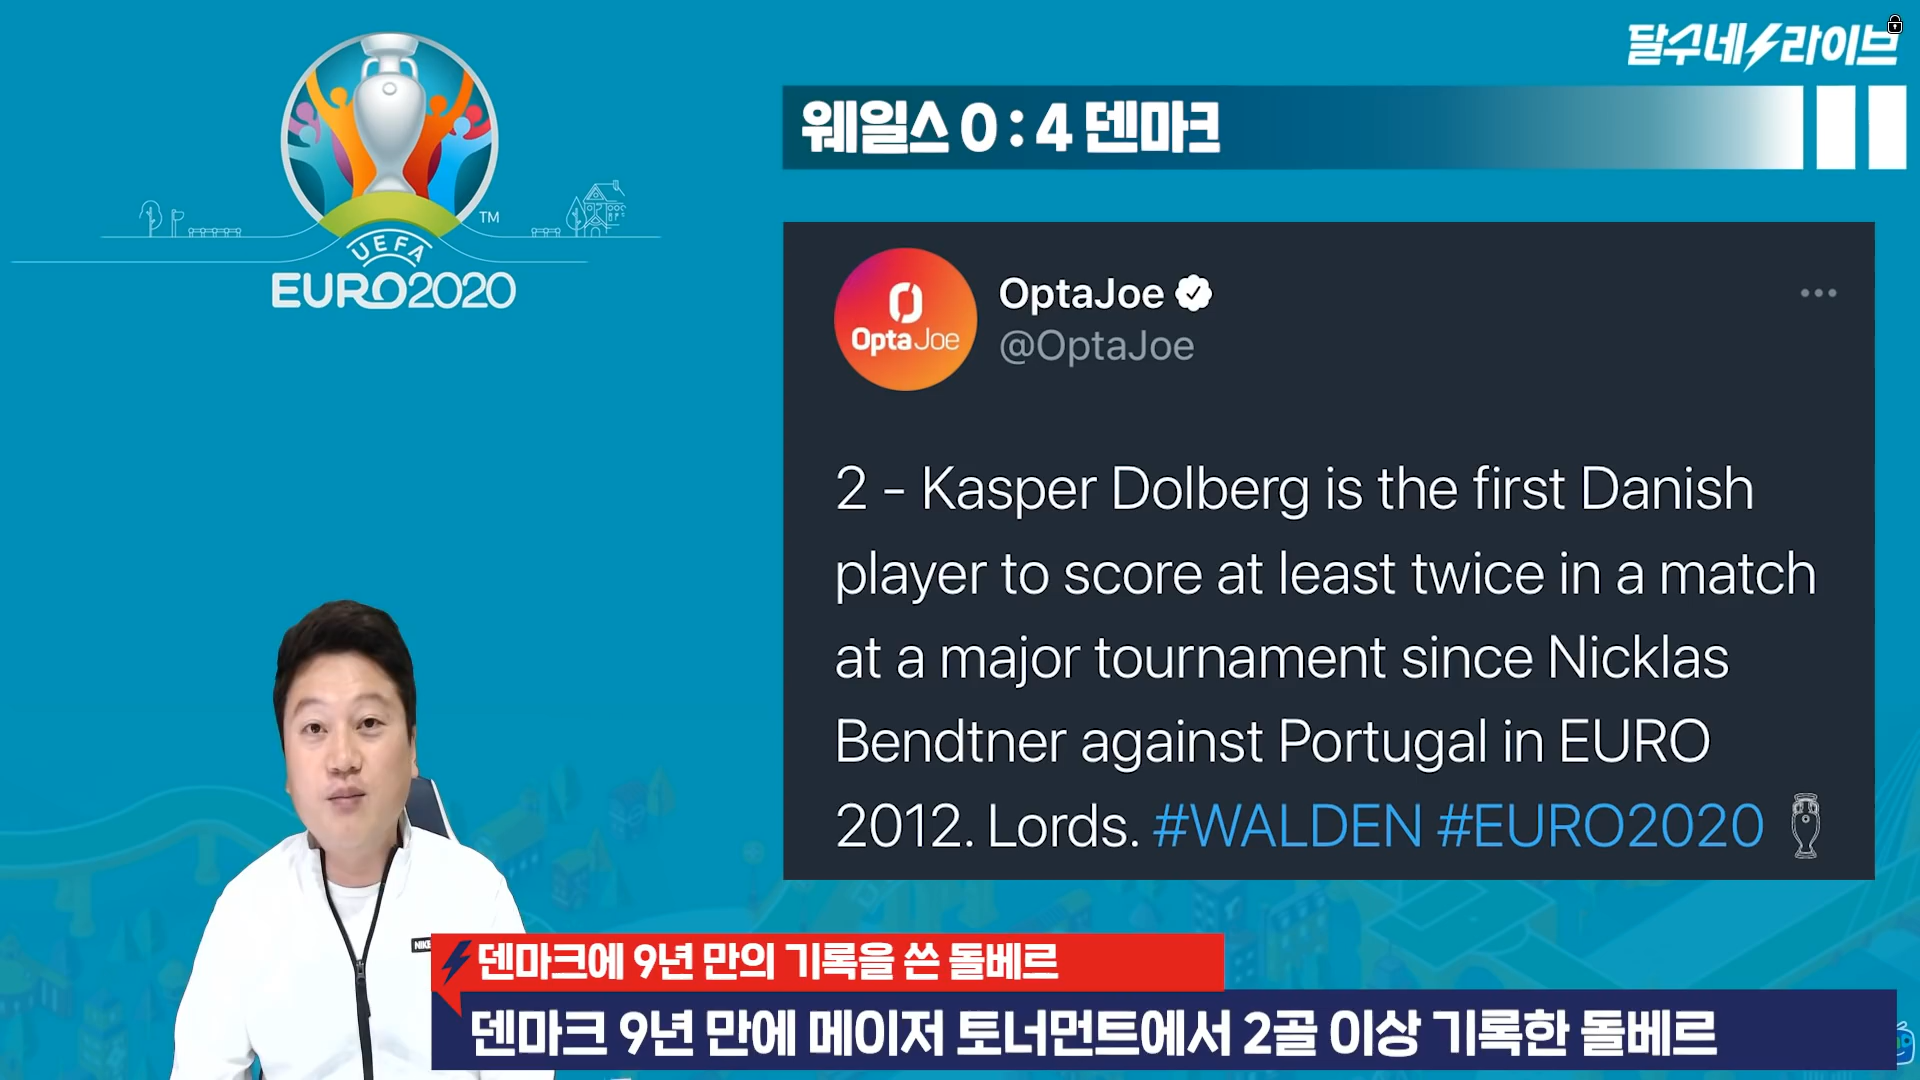 달수네라이브
웨일스 0 : 4 덴마크
TM
UEFA
EURO2020
OptaJoe
@OptaJoe
O
Opta Joe
2 - Kasper Dolberg is the first Danish
player to score at least twice in a match
at a major tournament since Nicklas
Bendtner against Portugal in EURO
2012. Lords. #WALDEN #EURO2020
NIKE
덴마크에 9년 만의 기록을 쓴 돌베르
덴마크 9년 만에 메이저 토너먼트에서 2골 이상 기록한 돌베르